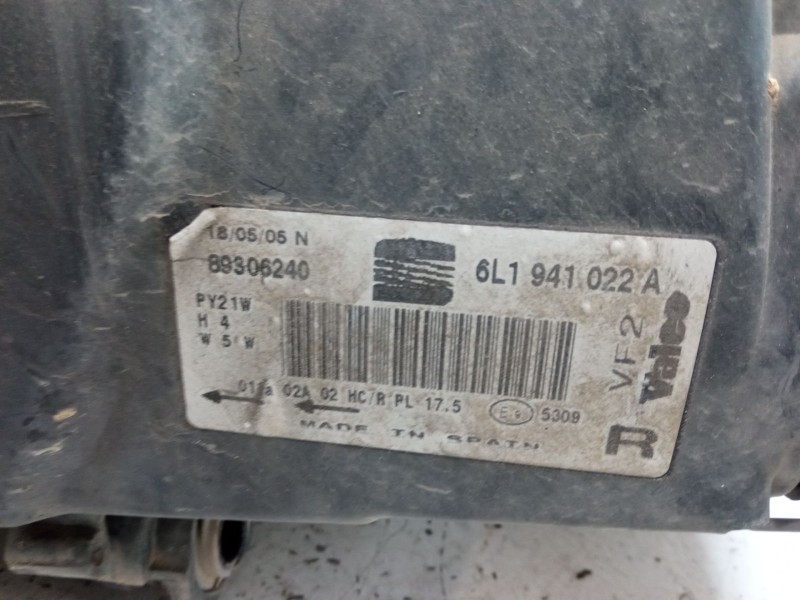 18/05/05 N
89306240
6L1 941 022 A
PY21W
H 4
W 5 W
VF2
Valeo
01 a 02A 02 HC/R PL 17.5 E9 5309
R
MADE IN SPAIN